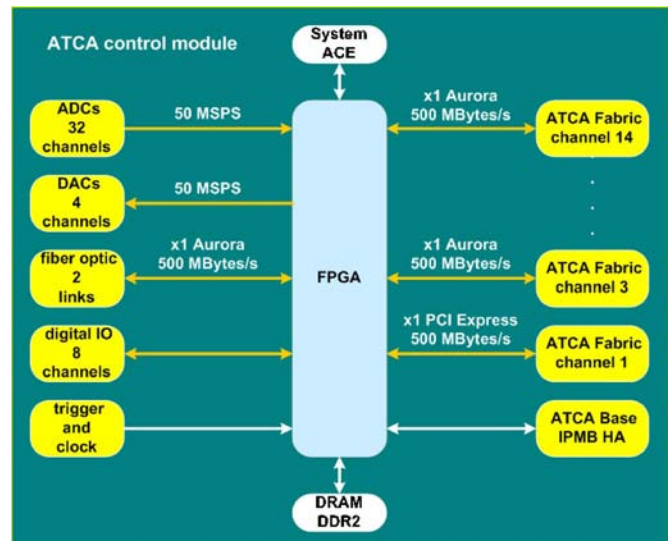 ATCA control module
System
ACE
ADCs
32
channels
50 MSPS
x1 Aurora
500 MBytes/s
ATCA Fabric
channel 14
DACs
4
channels
50 MSPS
fiber optic
2
links
x1 Aurora
500 MBytes/s
FPGA
x1 Aurora
500 MBytes/s
ATCA Fabric
channel 3
digital IO
8
channels
x1 PCI Express
500 MBytes/s
ATCA Fabric
channel 1
trigger
and
clock
ATCA Base
IPMB HA
DRAM
DDR2